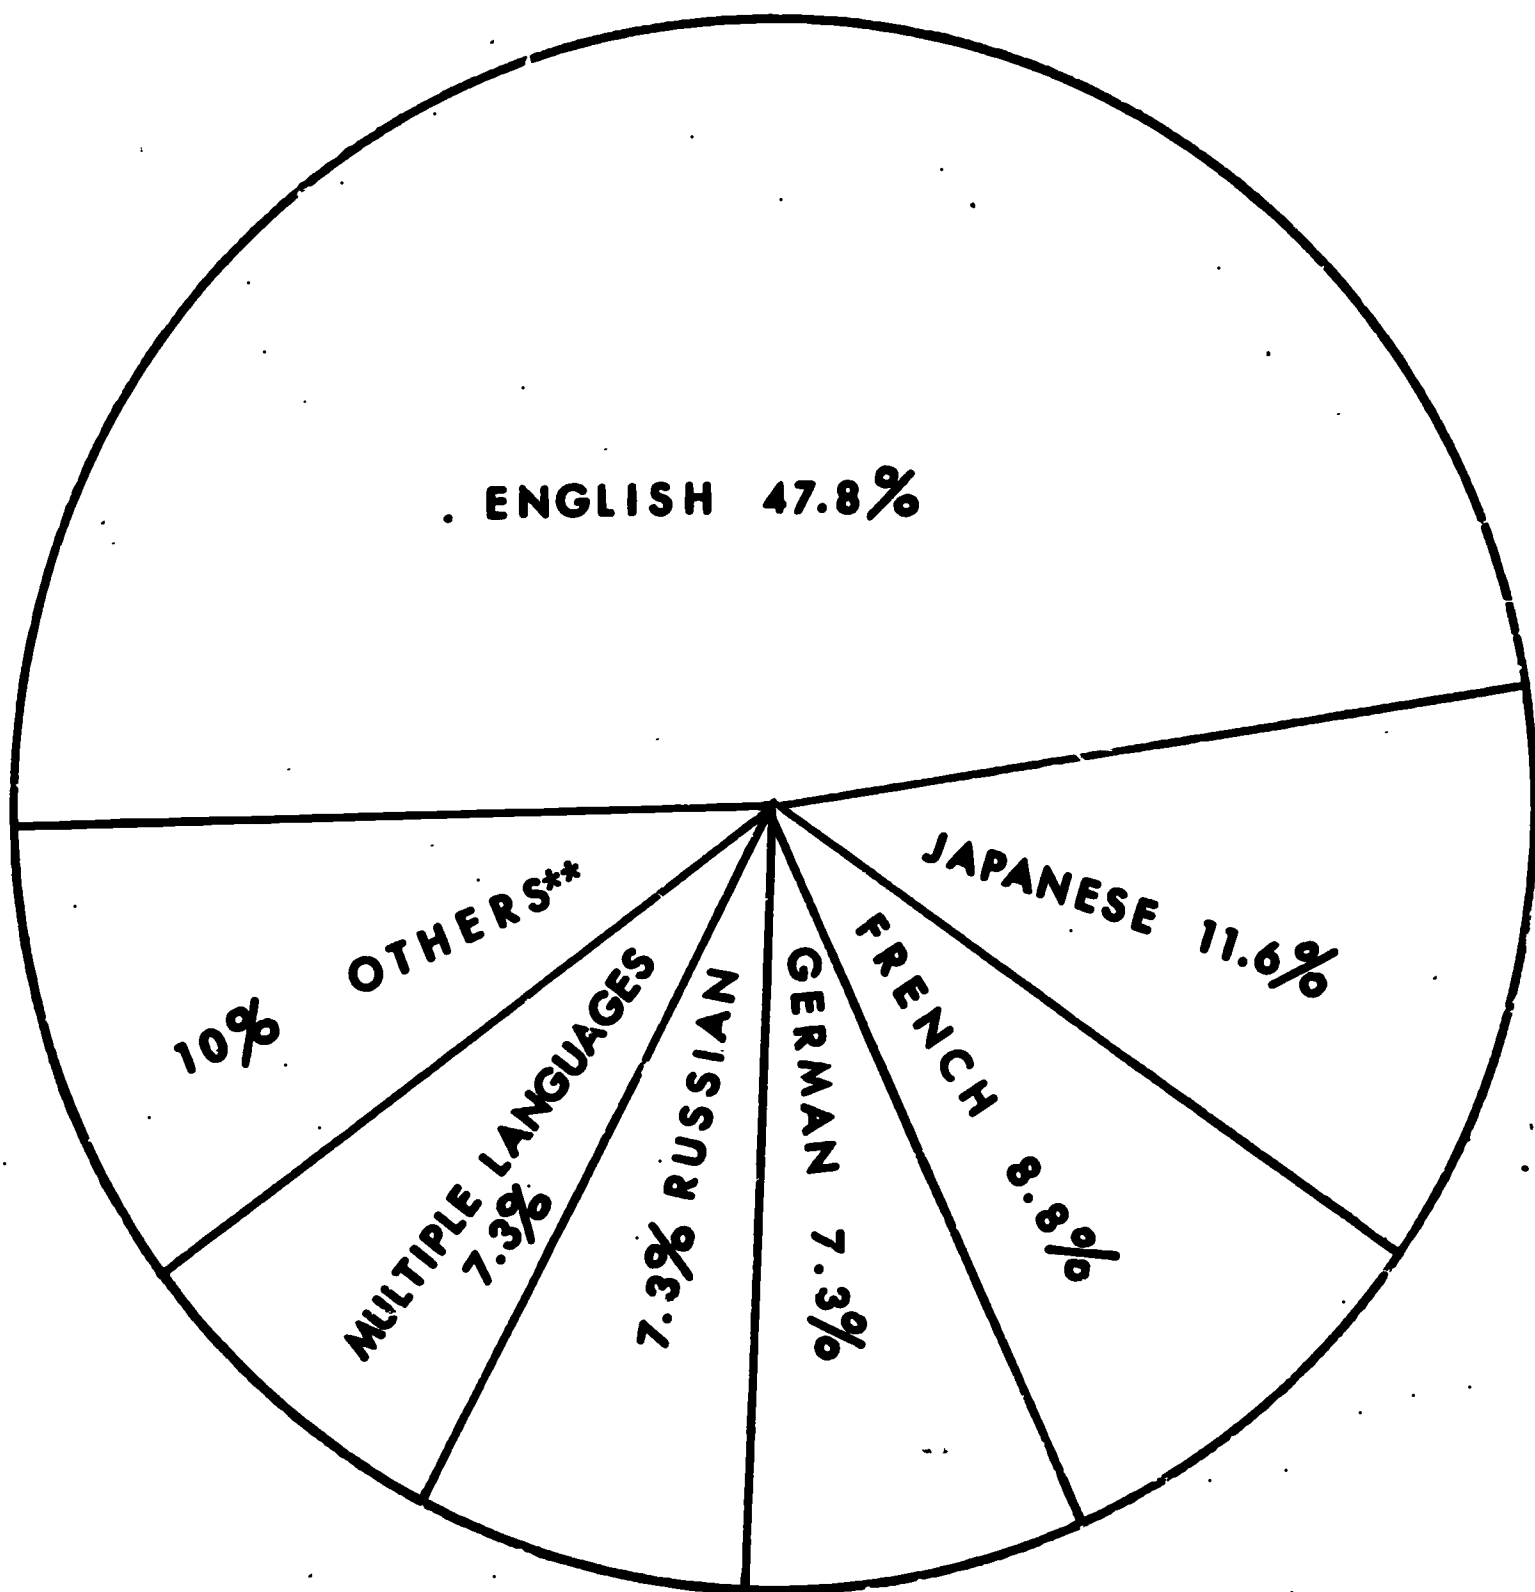 ENGLISH 47.8%
JAPANESE 11.6%
FRENCH 8.8%
GERMAN 7.3%
7.3% RUSSIAN
MULTIPLE LANGUAGES
7.3%
10% OTHERS**